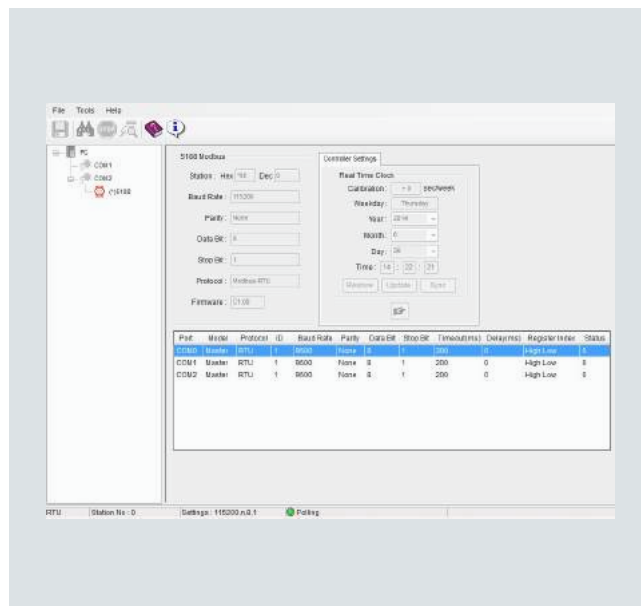 File Tools Help
PC
COM1
COM2
(*)5188
5188 Modbus
Station : Hex Dec 0
Baud Rate : 115200
Parity : None
Data Bit : 8
Stop Bit : 1
Protocol : Modbus RTU
Firmware :
Controller Settings
Real Time Clock
Calibration : + 0 sec/week
Weekday : Thursday
Year :
Month : 6
Day :
Time : 14 : 22 : 21
Update Sync
Port Model Protocol ID Baud Rate Parity Data Bit Stop Bit Timeout(ms) Delay(ms) Register Index Status
COM0 Master RTU 1 9600 None 8 1 200 0 High Low
COM1 Master RTU 1 9600 None 8 1 200 0 High Low
COM2 Master RTU 1 9600 None 8 1 200 0 High Low
RTU Station No : 0 Settings : 115200,n,8,1 Polling